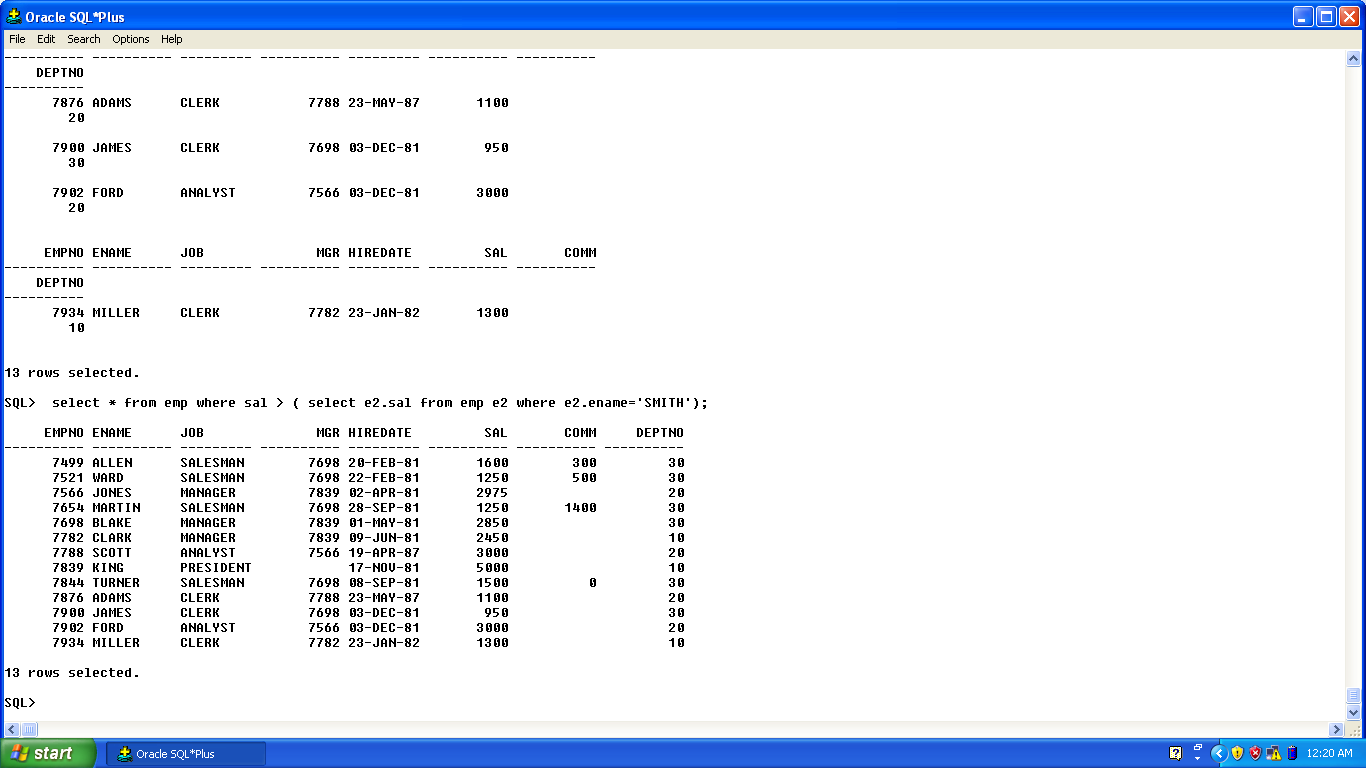 Oracle SQL*Plus
File Edit Search Options Help
---------- ---------- --------- ---------- --------- ---------- ----------
    DEPTNO
----------
      7876 ADAMS      CLERK           7788 23-MAY-87       1100
        20

      7900 JAMES      CLERK           7698 03-DEC-81        950
        30

      7902 FORD       ANALYST         7566 03-DEC-81       3000
        20


     EMPNO ENAME      JOB              MGR HIREDATE         SAL       COMM
---------- ---------- --------- ---------- --------- ---------- ----------
    DEPTNO
----------
      7934 MILLER     CLERK           7782 23-JAN-82       1300
        10


13 rows selected.

SQL>  select * from emp where sal > ( select e2.sal from emp e2 where e2.ename='SMITH');

     EMPNO ENAME      JOB              MGR HIREDATE         SAL       COMM     DEPTNO
---------- ---------- --------- ---------- --------- ---------- ---------- ----------
      7499 ALLEN      SALESMAN        7698 20-FEB-81       1600        300         30
      7521 WARD       SALESMAN        7698 22-FEB-81       1250        500         30
      7566 JONES      MANAGER         7839 02-APR-81       2975                    20
      7654 MARTIN     SALESMAN        7698 28-SEP-81       1250       1400         30
      7698 BLAKE      MANAGER         7839 01-MAY-81       2850                    30
      7782 CLARK      MANAGER         7839 09-JUN-81       2450                    10
      7788 SCOTT      ANALYST         7566 19-APR-87       3000                    20
      7839 KING       PRESIDENT            17-NOV-81       5000                    10
      7844 TURNER     SALESMAN        7698 08-SEP-81       1500          0         30
      7876 ADAMS      CLERK           7788 23-MAY-87       1100                    20
      7900 JAMES      CLERK           7698 03-DEC-81        950                    30
      7902 FORD       ANALYST         7566 03-DEC-81       3000                    20
      7934 MILLER     CLERK           7782 23-JAN-82       1300                    10

13 rows selected.

SQL>
start Oracle SQL*Plus 12:20 AM